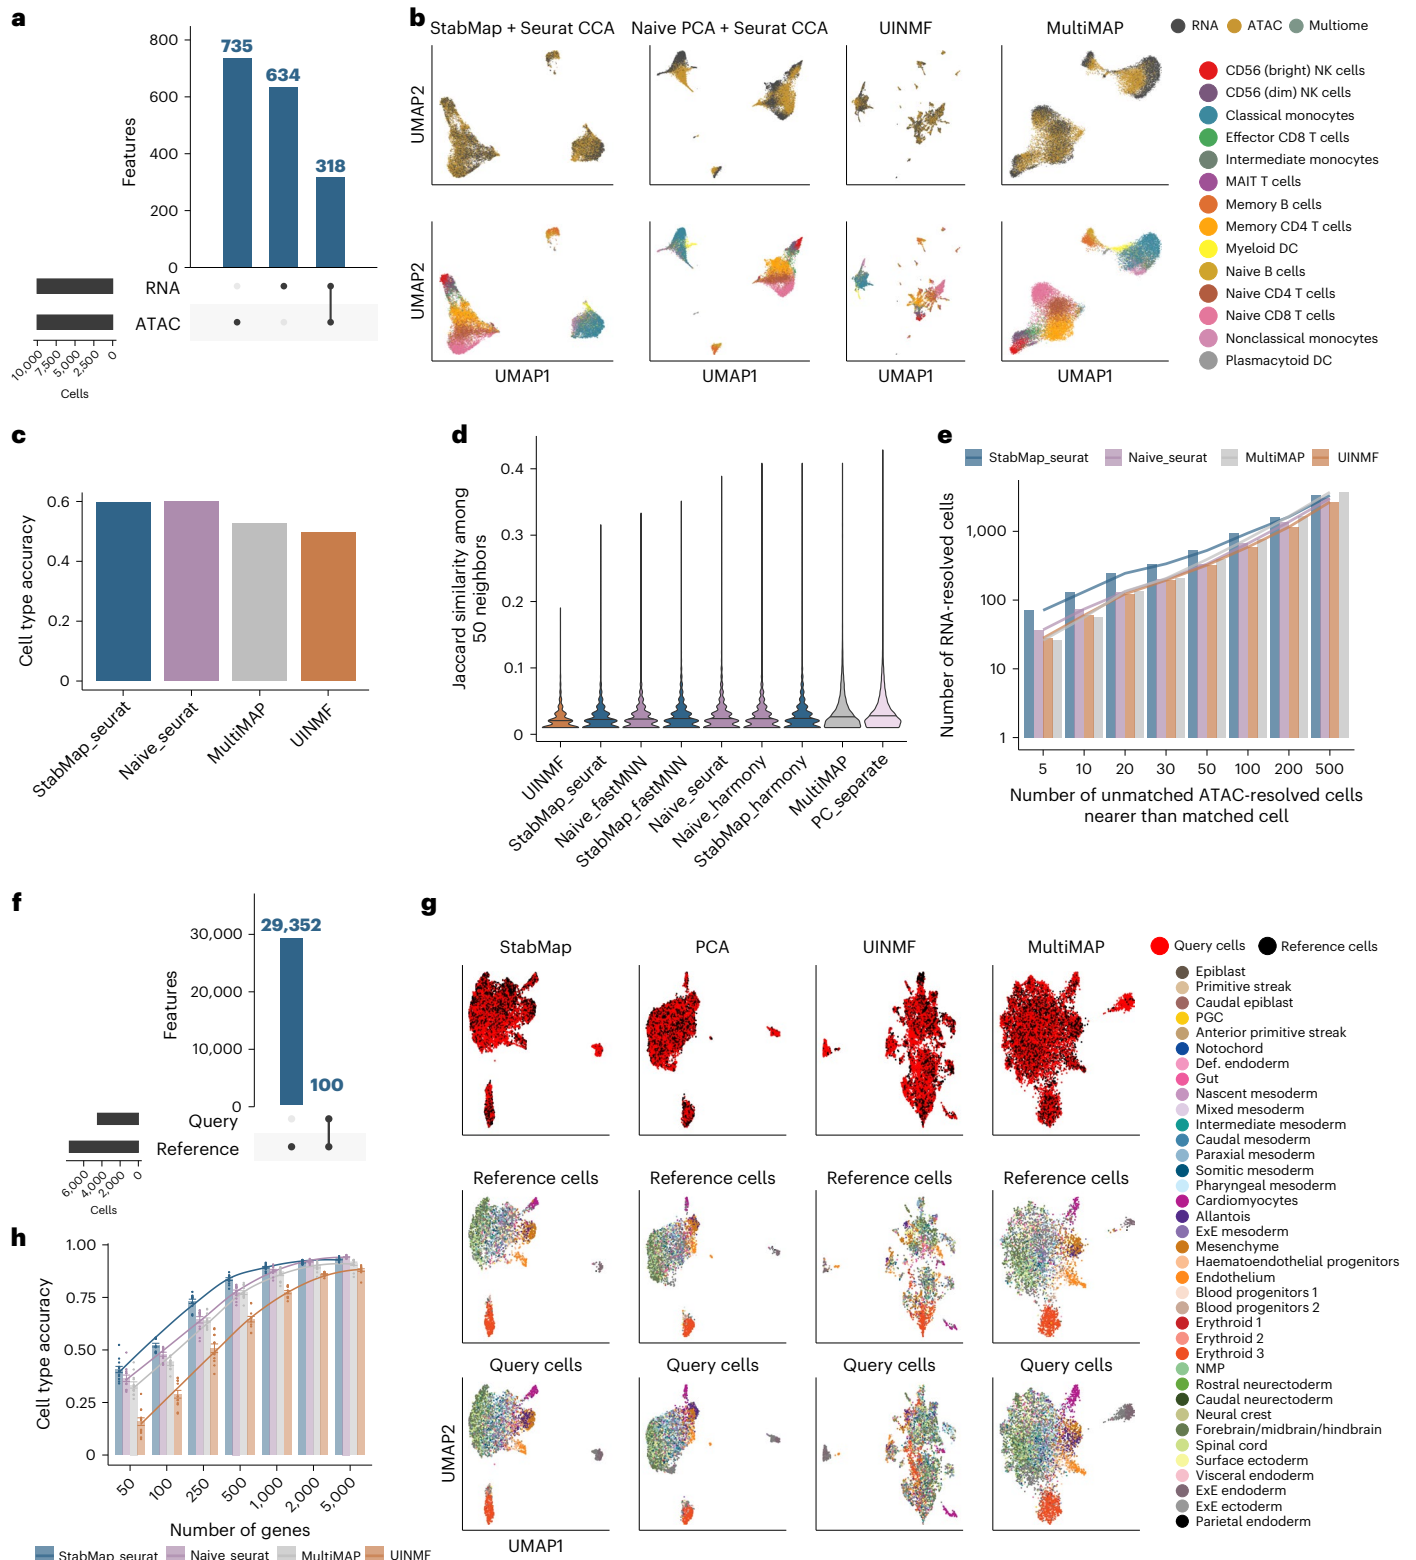 a
800
600
400
200
0
Features
735
634
318
RNA
ATAC
10,000
7,500
5,000
2,500
0
Cells
b
StabMap + Seurat CCA
Naive PCA + Seurat CCA
UINMF
MultiMAP
RNA
ATAC
Multiome
UMAP2
UMAP2
UMAP1
UMAP1
UMAP1
UMAP1
CD56 (bright) NK cells
CD56 (dim) NK cells
Classical monocytes
Effector CD8 T cells
Intermediate monocytes
MAIT T cells
Memory B cells
Memory CD4 T cells
Myeloid DC
Naive B cells
Naive CD4 T cells
Naive CD8 T cells
Nonclassical monocytes
Plasmacytoid DC
c
Cell type accuracy
0.6
0.4
0.2
0
StabMap_seurat
Naive_seurat
MultiMAP
UINMF
d
Jaccard similarity among
50 neighbors
0.4
0.3
0.2
0.1
0
UINMF
StabMap_seurat
Naive_fastMNN
StabMap_fastMNN
Naive_seurat
Naive_harmony
StabMap_harmony
MultiMAP
PC_separate
e
StabMap_seurat
Naive_seurat
MultiMAP
UINMF
Number of RNA-resolved cells
1,000
100
10
1
5
10
20
30
50
100
200
500
Number of unmatched ATAC-resolved cells
nearer than matched cell
f
Features
30,000
20,000
10,000
0
29,352
100
Query
Reference
6,000
4,000
2,000
0
Cells
g
StabMap
PCA
UINMF
MultiMAP
Query cells
Reference cells
Reference cells
Reference cells
Reference cells
Reference cells
Query cells
Query cells
Query cells
Query cells
UMAP2
UMAP1
Epiblast
Primitive streak
Caudal epiblast
PGC
Anterior primitive streak
Notochord
Def. endoderm
Gut
Nascent mesoderm
Mixed mesoderm
Intermediate mesoderm
Caudal mesoderm
Paraxial mesoderm
Somitic mesoderm
Pharyngeal mesoderm
Cardiomyocytes
Allantois
ExE mesoderm
Mesenchyme
Haematoendothelial progenitors
Endothelium
Blood progenitors 1
Blood progenitors 2
Erythroid 1
Erythroid 2
Erythroid 3
NMP
Rostral neurectoderm
Caudal neurectoderm
Neural crest
Forebrain/midbrain/hindbrain
Spinal cord
Surface ectoderm
Visceral endoderm
ExE endoderm
ExE ectoderm
Parietal endoderm
h
Cell type accuracy
1.00
0.75
0.50
0.25
0
50
100
250
500
1,000
2,000
5,000
Number of genes
StabMap_seurat
Naive_seurat
MultiMAP
UINMF